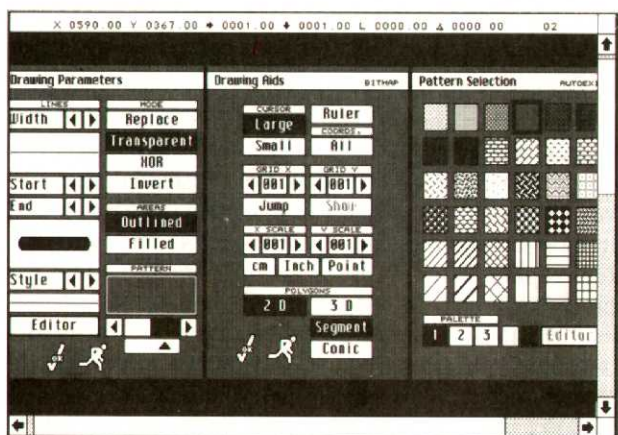 X 0590.00 Y 0367.00 0001.00 0001.00 L 0000.00 0000.00 02
Drawing Parameters
LINES
Width
Start
End
Style
Editor
MODE
Replace
Transparent
XOR
Invert
AREAS
Outlined
Filled
PATTERN
OK
Drawing Aids BITMAP
CURSOR
Large
Small
Ruler
COORDS.
All
GRID X GRID Y
001 001
Jump Show
X SCALE Y SCALE
001 001
cm Inch Point
POLYGONS
2 D 3 D
Segment
Conic
OK
Pattern Selection AUTOEXE
PALETTE
1 2 3 Editor